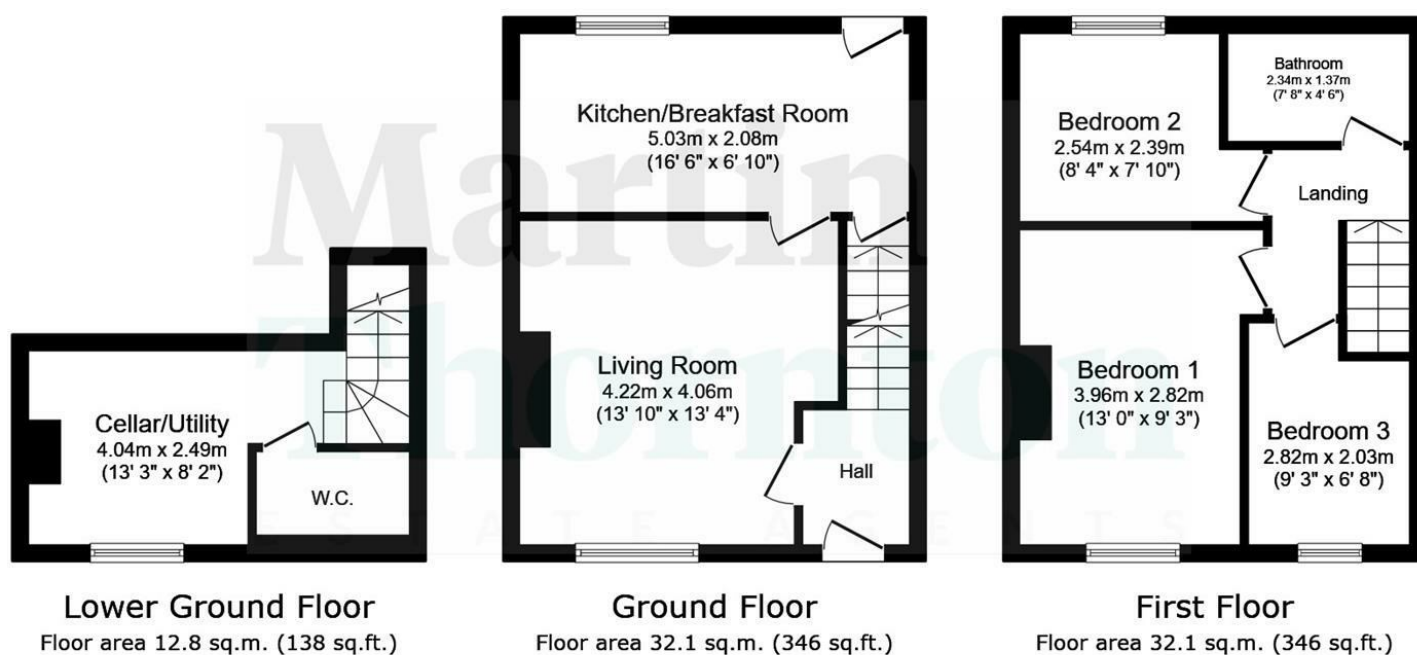 Cellar/Utility
4.04m x 2.49m
(13' 3" x 8' 2")
W.C.
Lower Ground Floor
Floor area 12.8 sq.m. (138 sq.ft.)
Kitchen/Breakfast Room
5.03m x 2.08m
(16' 6" x 6' 10")
Living Room
4.22m x 4.06m
(13' 10" x 13' 4")
Hall
Ground Floor
Floor area 32.1 sq.m. (346 sq.ft.)
Bathroom
2.34m x 1.37m
(7' 8" x 4' 6")
Bedroom 2
2.54m x 2.39m
(8' 4" x 7' 10")
Landing
Bedroom 1
3.96m x 2.82m
(13' 0" x 9' 3")
Bedroom 3
2.82m x 2.03m
(9' 3" x 6' 8")
First Floor
Floor area 32.1 sq.m. (346 sq.ft.)
Martin
Thornton
ESTATE AGENTS